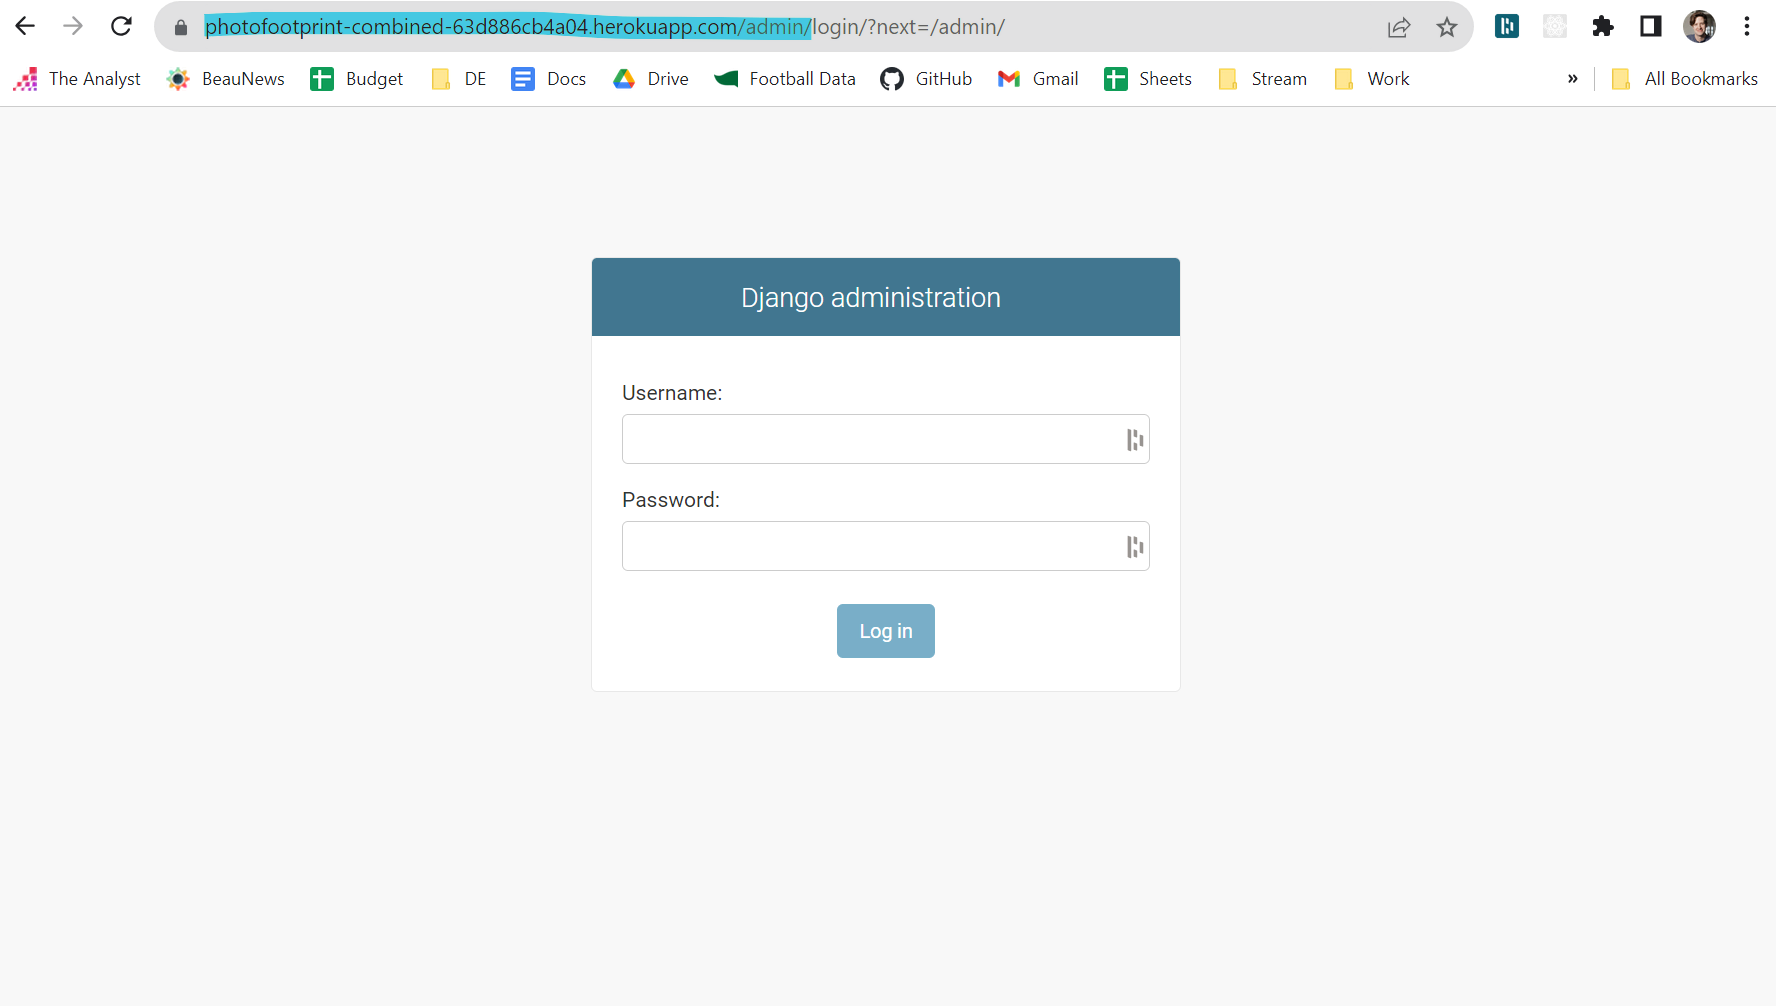 photofootprint-combined-63d886cb4a04.herokuapp.com/admin/login/?next=/admin/
The Analyst BeauNews Budget DE Docs Drive Football Data GitHub Gmail Sheets Stream Work » All Bookmarks
Django administration
Username:
Password:
Log in